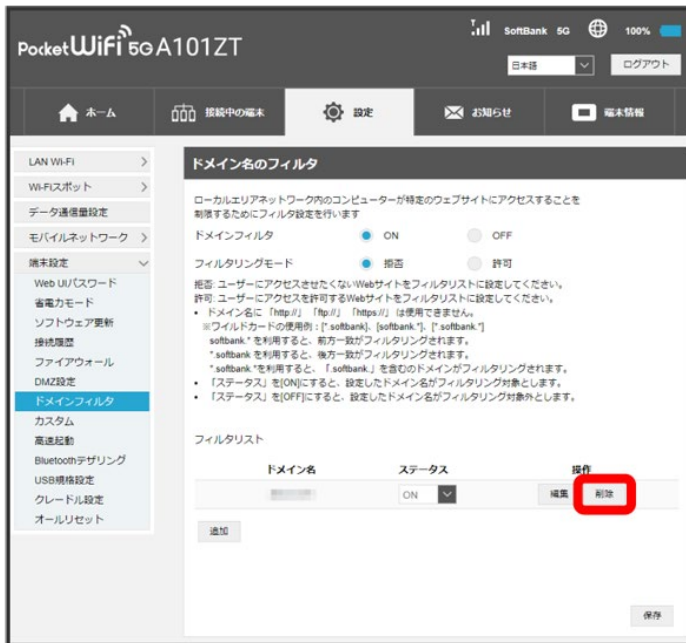 Pocket WiFi 5G A101ZT
SoftBank 5G 100%
日本語 ログアウト
ホーム 接続中の端末 設定 お知らせ 端末情報
LAN Wi-Fi
Wi-Fiスポット
データ通信量設定
モバイルネットワーク
端末設定
Web UIパスワード
省電力モード
ソフトウェア更新
接続履歴
ファイアウォール
DMZ設定
ドメインフィルタ
カスタム
高速起動
Bluetoothテザリング
USB規格設定
クレードル設定
オールリセット
ドメイン名のフィルタ
ローカルエリアネットワーク内のコンピューターが特定のウェブサイトにアクセスすることを
制限するためにフィルタ設定を行います
ドメインフィルタ ON OFF
フィルタリングモード 拒否 許可
拒否: ユーザーにアクセスさせたくないWebサイトをフィルタリストに設定してください。
許可: ユーザーにアクセスを許可するWebサイトをフィルタリストに設定してください。
• ドメイン名に「http://」「ftp://」「https://」は使用できません。
※ワイルドカードの使用例：[*.softbank]、[softbank.*]、[*.softbank.*]
softbank.* を利用すると、前方一致がフィルタリングされます。
*.softbank を利用すると、後方一致がフィルタリングされます。
*.softbank.*を利用すると、「.softbank.」を含むのドメインがフィルタリングされます。
• 「ステータス」を[ON]にすると、設定したドメイン名がフィルタリング対象とします。
• 「ステータス」を[OFF]にすると、設定したドメイン名がフィルタリング対象外とします。
フィルタリスト
ドメイン名 ステータス 操作
ON 編集 削除
追加
保存